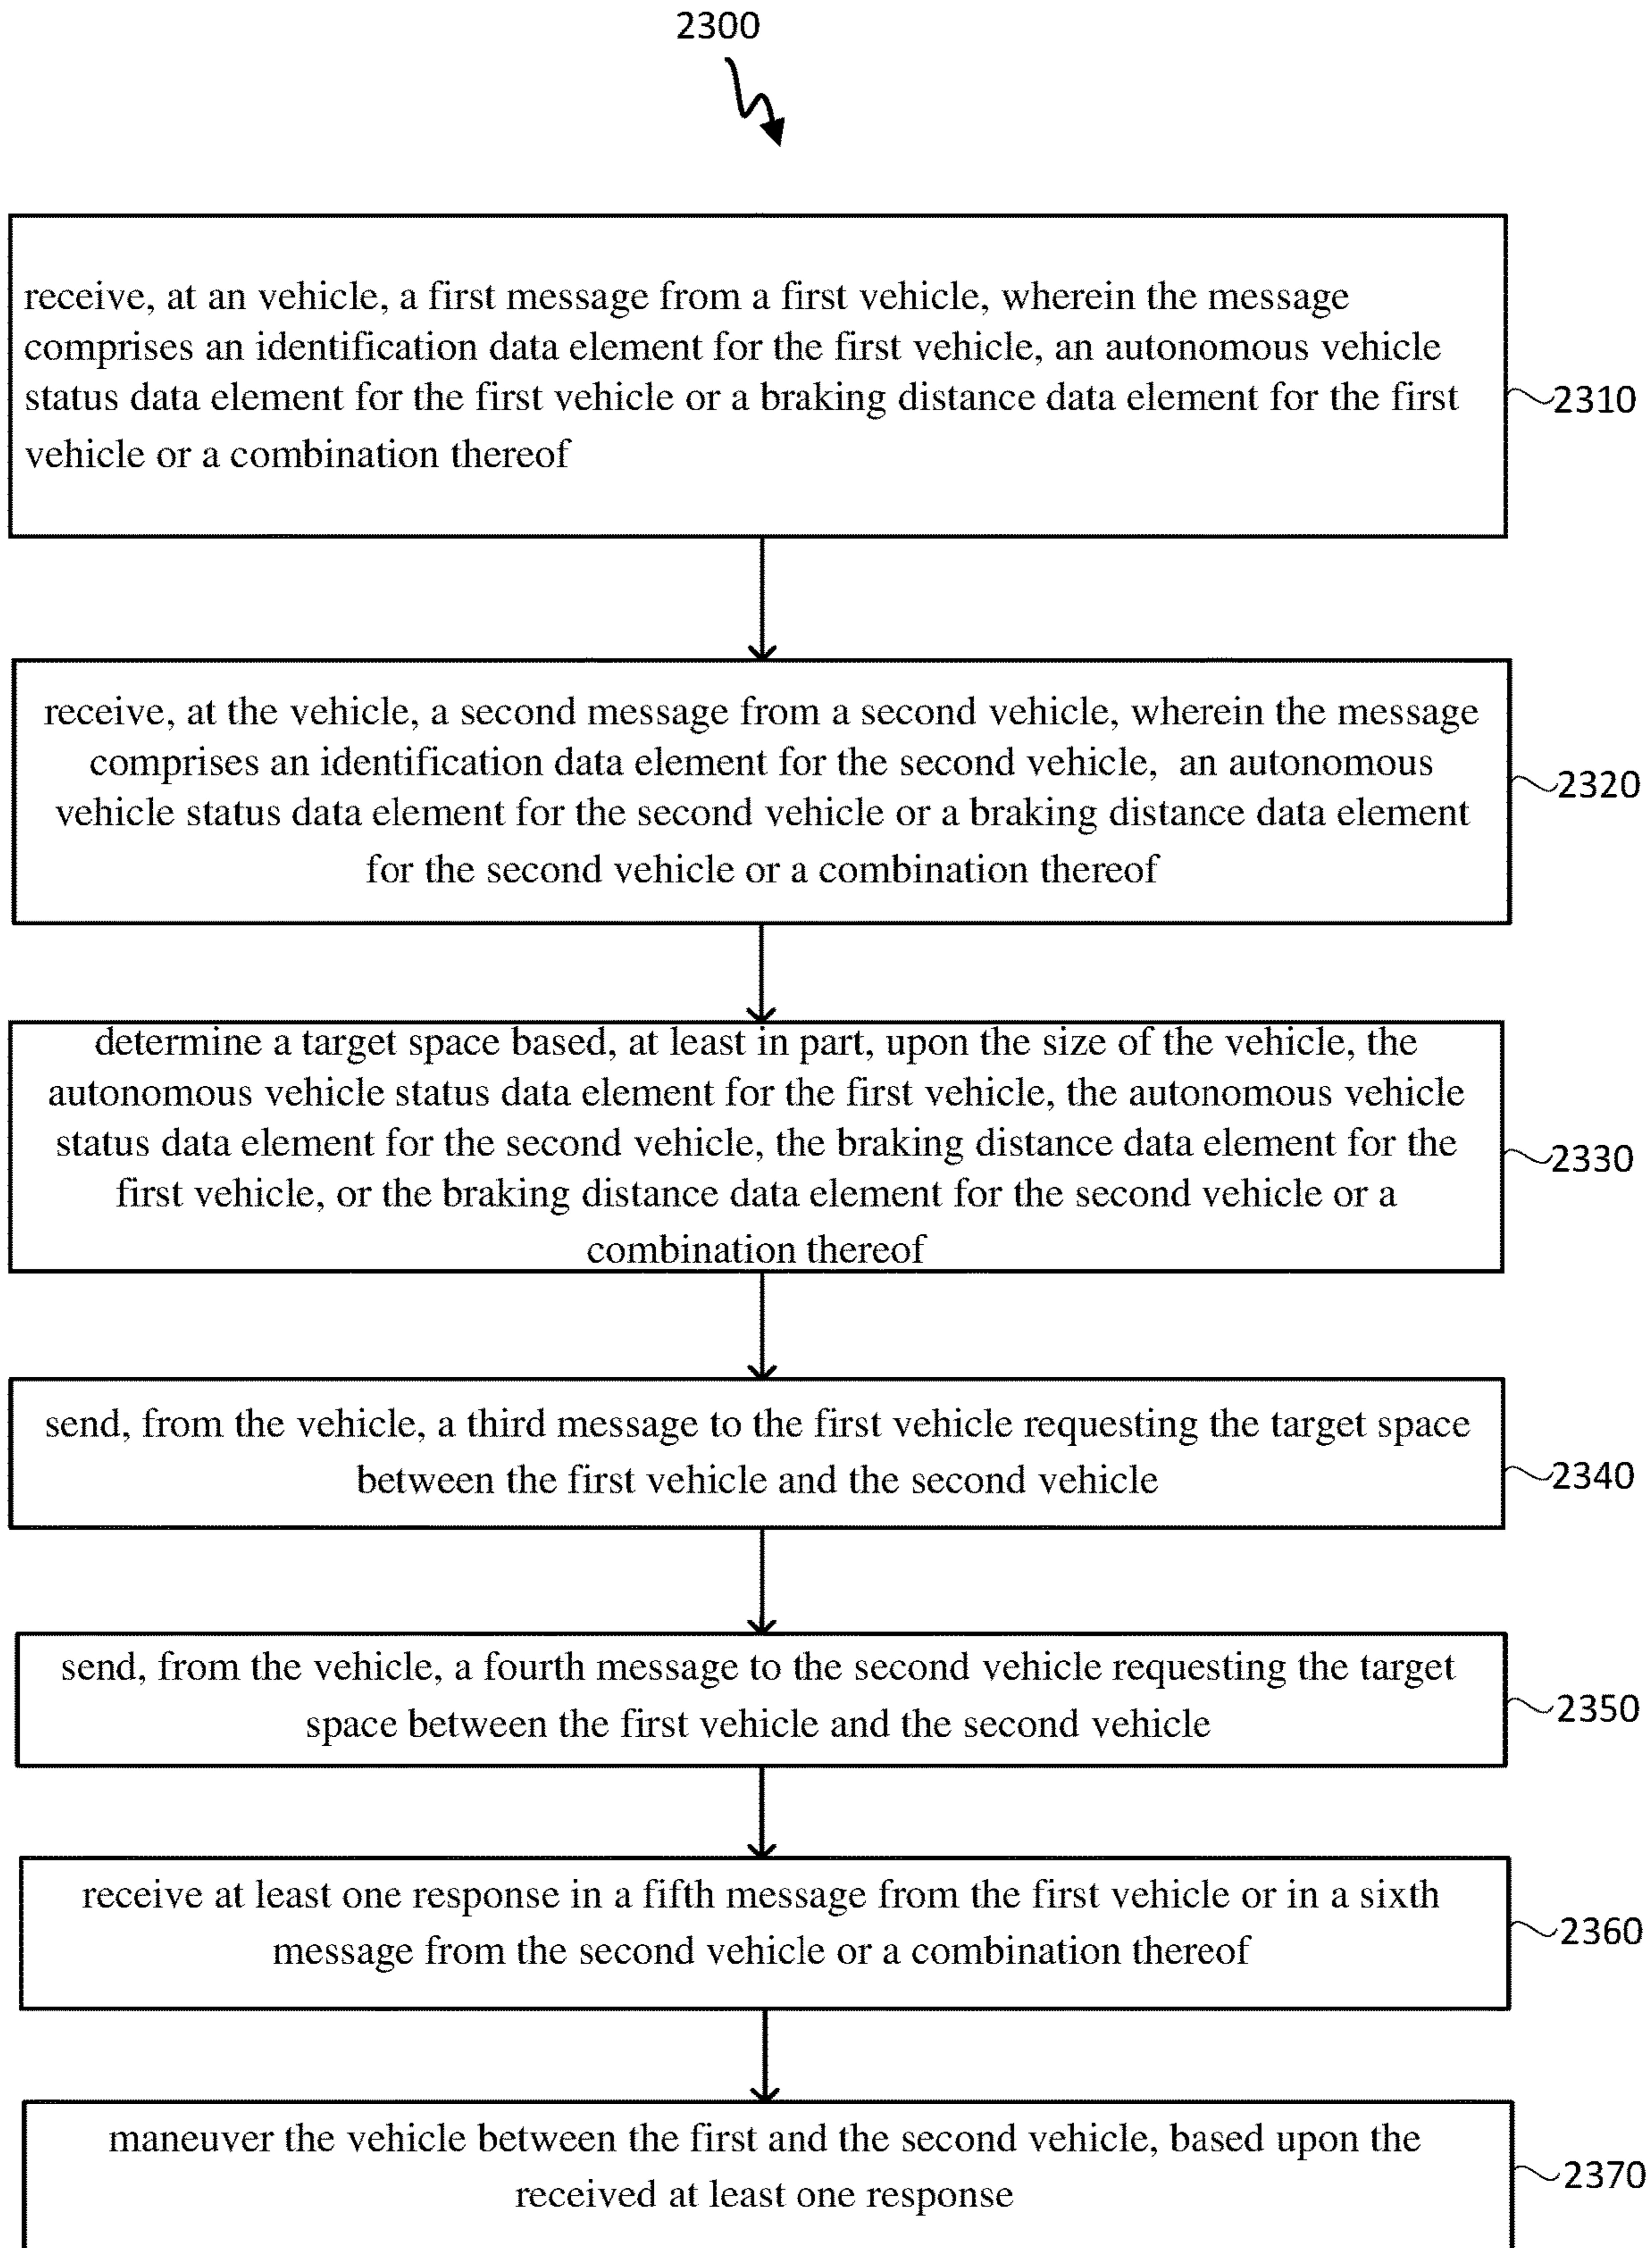 2300
receive, at an vehicle, a first message from a first vehicle, wherein the message
comprises an identification data element for the first vehicle, an autonomous vehicle
status data element for the first vehicle or a braking distance data element for the first
vehicle or a combination thereof
2310
receive, at the vehicle, a second message from a second vehicle, wherein the message
comprises an identification data element for the second vehicle, an autonomous
vehicle status data element for the second vehicle or a braking distance data element
for the second vehicle or a combination thereof
2320
determine a target space based, at least in part, upon the size of the vehicle, the
autonomous vehicle status data element for the first vehicle, the autonomous vehicle
status data element for the second vehicle, the braking distance data element for the
first vehicle, or the braking distance data element for the second vehicle or a
combination thereof
2330
send, from the vehicle, a third message to the first vehicle requesting the target space
between the first vehicle and the second vehicle
2340
send, from the vehicle, a fourth message to the second vehicle requesting the target
space between the first vehicle and the second vehicle
2350
receive at least one response in a fifth message from the first vehicle or in a sixth
message from the second vehicle or a combination thereof
2360
maneuver the vehicle between the first and the second vehicle, based upon the
received at least one response
2370